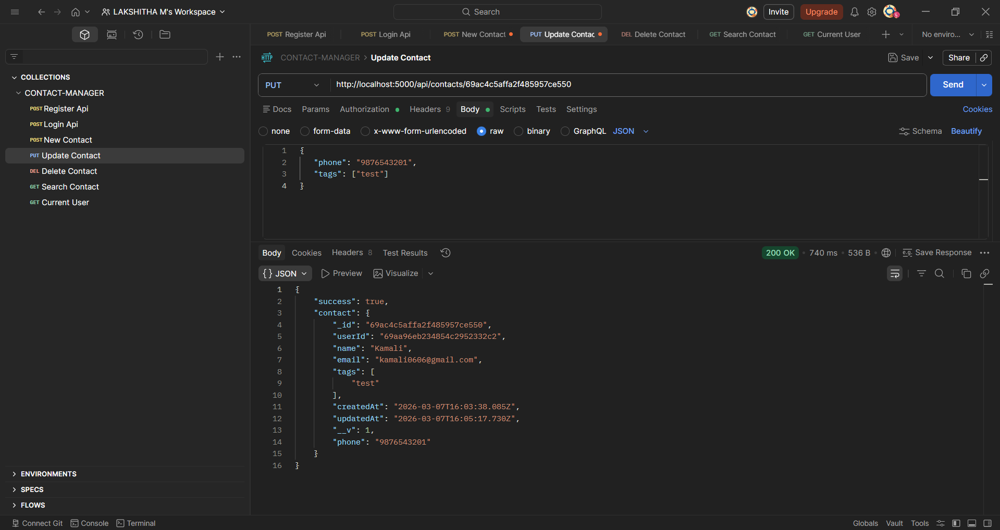 LAKSHITHA M's Workspace
Search
Invite
Upgrade
L
POST Register Api
POST Login Api
POST New Contact
PUT Update Contac
DEL Delete Contact
GET Search Contact
GET Current User
No enviro...
COLLECTIONS
CONTACT-MANAGER
POST Register Api
POST Login Api
POST New Contact
PUT Update Contact
DEL Delete Contact
GET Search Contact
GET Current User
ENVIRONMENTS
SPECS
FLOWS
HTTP CONTACT-MANAGER > Update Contact
Save
Share
PUT
http://localhost:5000/api/contacts/69ac4c5affa2f485957ce550
Send
Docs Params Authorization Headers 9 Body Scripts Tests Settings
Cookies
none form-data x-www-form-urlencoded raw binary GraphQL JSON
Schema Beautify
1 {
2 "phone": "9876543201",
3 "tags": ["test"]
4 }
Body Cookies Headers 8 Test Results
200 OK • 740 ms • 536 B •
e.g. Save Response
{} JSON Preview Visualize
1 {
2 "success": true,
3 "contact": {
4 "_id": "69ac4c5affa2f485957ce550",
5 "userId": "69aa96eb234854c2952332c2",
6 "name": "Kamali",
7 "email": "kamali0606@gmail.com",
8 "tags": [
9 "test"
10 ],
11 "createdAt": "2026-03-07T16:03:38.085Z",
12 "updatedAt": "2026-03-07T16:05:17.730Z",
13 "__v": 1,
14 "phone": "9876543201"
15 }
16 }
Connect Git Console Terminal
Globals Vault Tools